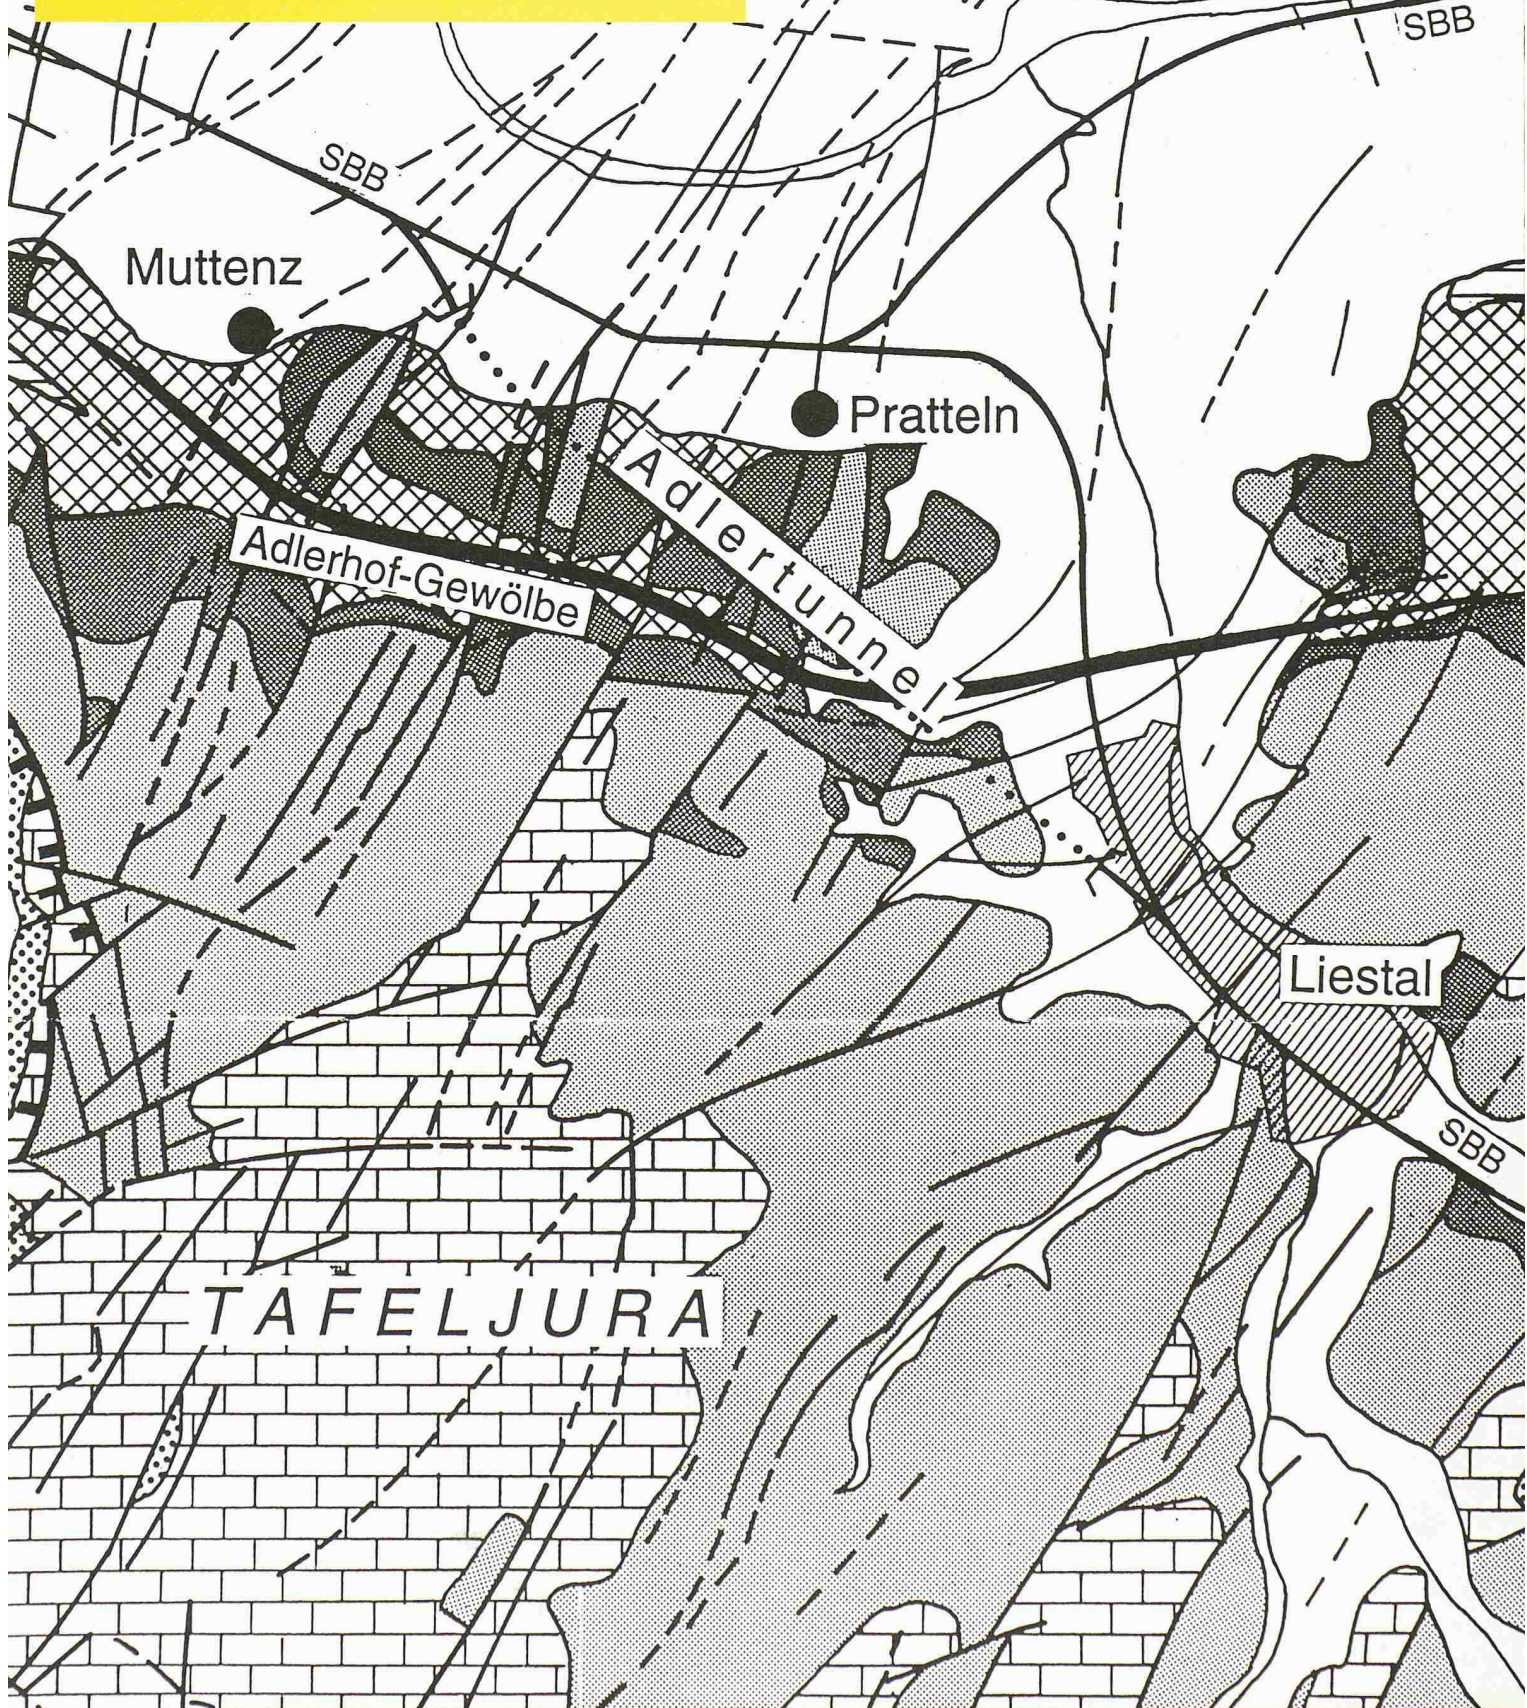 SBB
SBB
Muttenz
Pratteln
Adlertunnel
Adlerhof-Gewölbe
Liestal
SBB
TAFELJURA